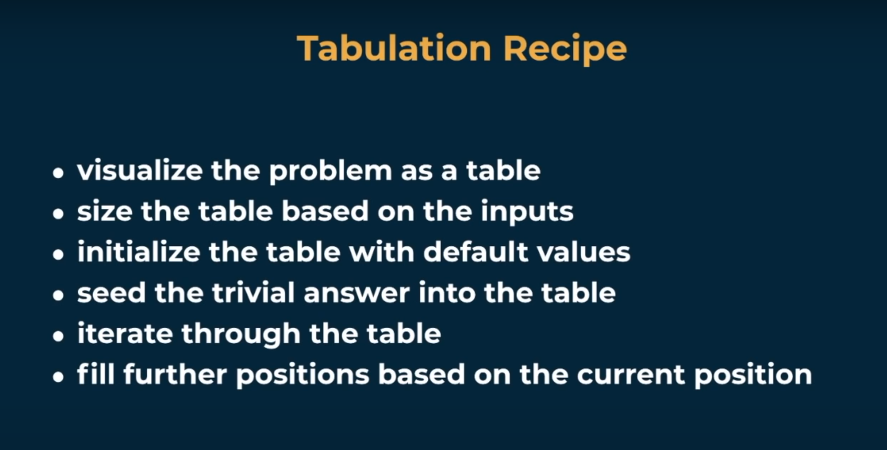 Tabulation Recipe
• visualize the problem as a table
• size the table based on the inputs
• initialize the table with default values
• seed the trivial answer into the table
• iterate through the table
• fill further positions based on the current position